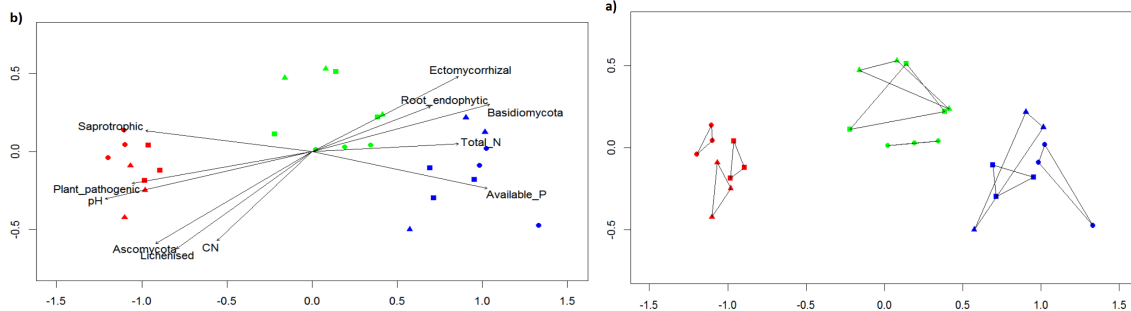 b)
0.5
0.0
-0.5
-1.5 -1.0 -0.5 0.0 0.5 1.0 1.5
Ectomycorrhizal
Root_endophytic
Basidiomycota
Saprotrophic
Total_N
Plant_pathogenic
Available_P
pH
Ascomycota
Lichenised
CN
a)
0.5
0.0
-0.5
-1.5 -1.0 -0.5 0.0 0.5 1.0 1.5